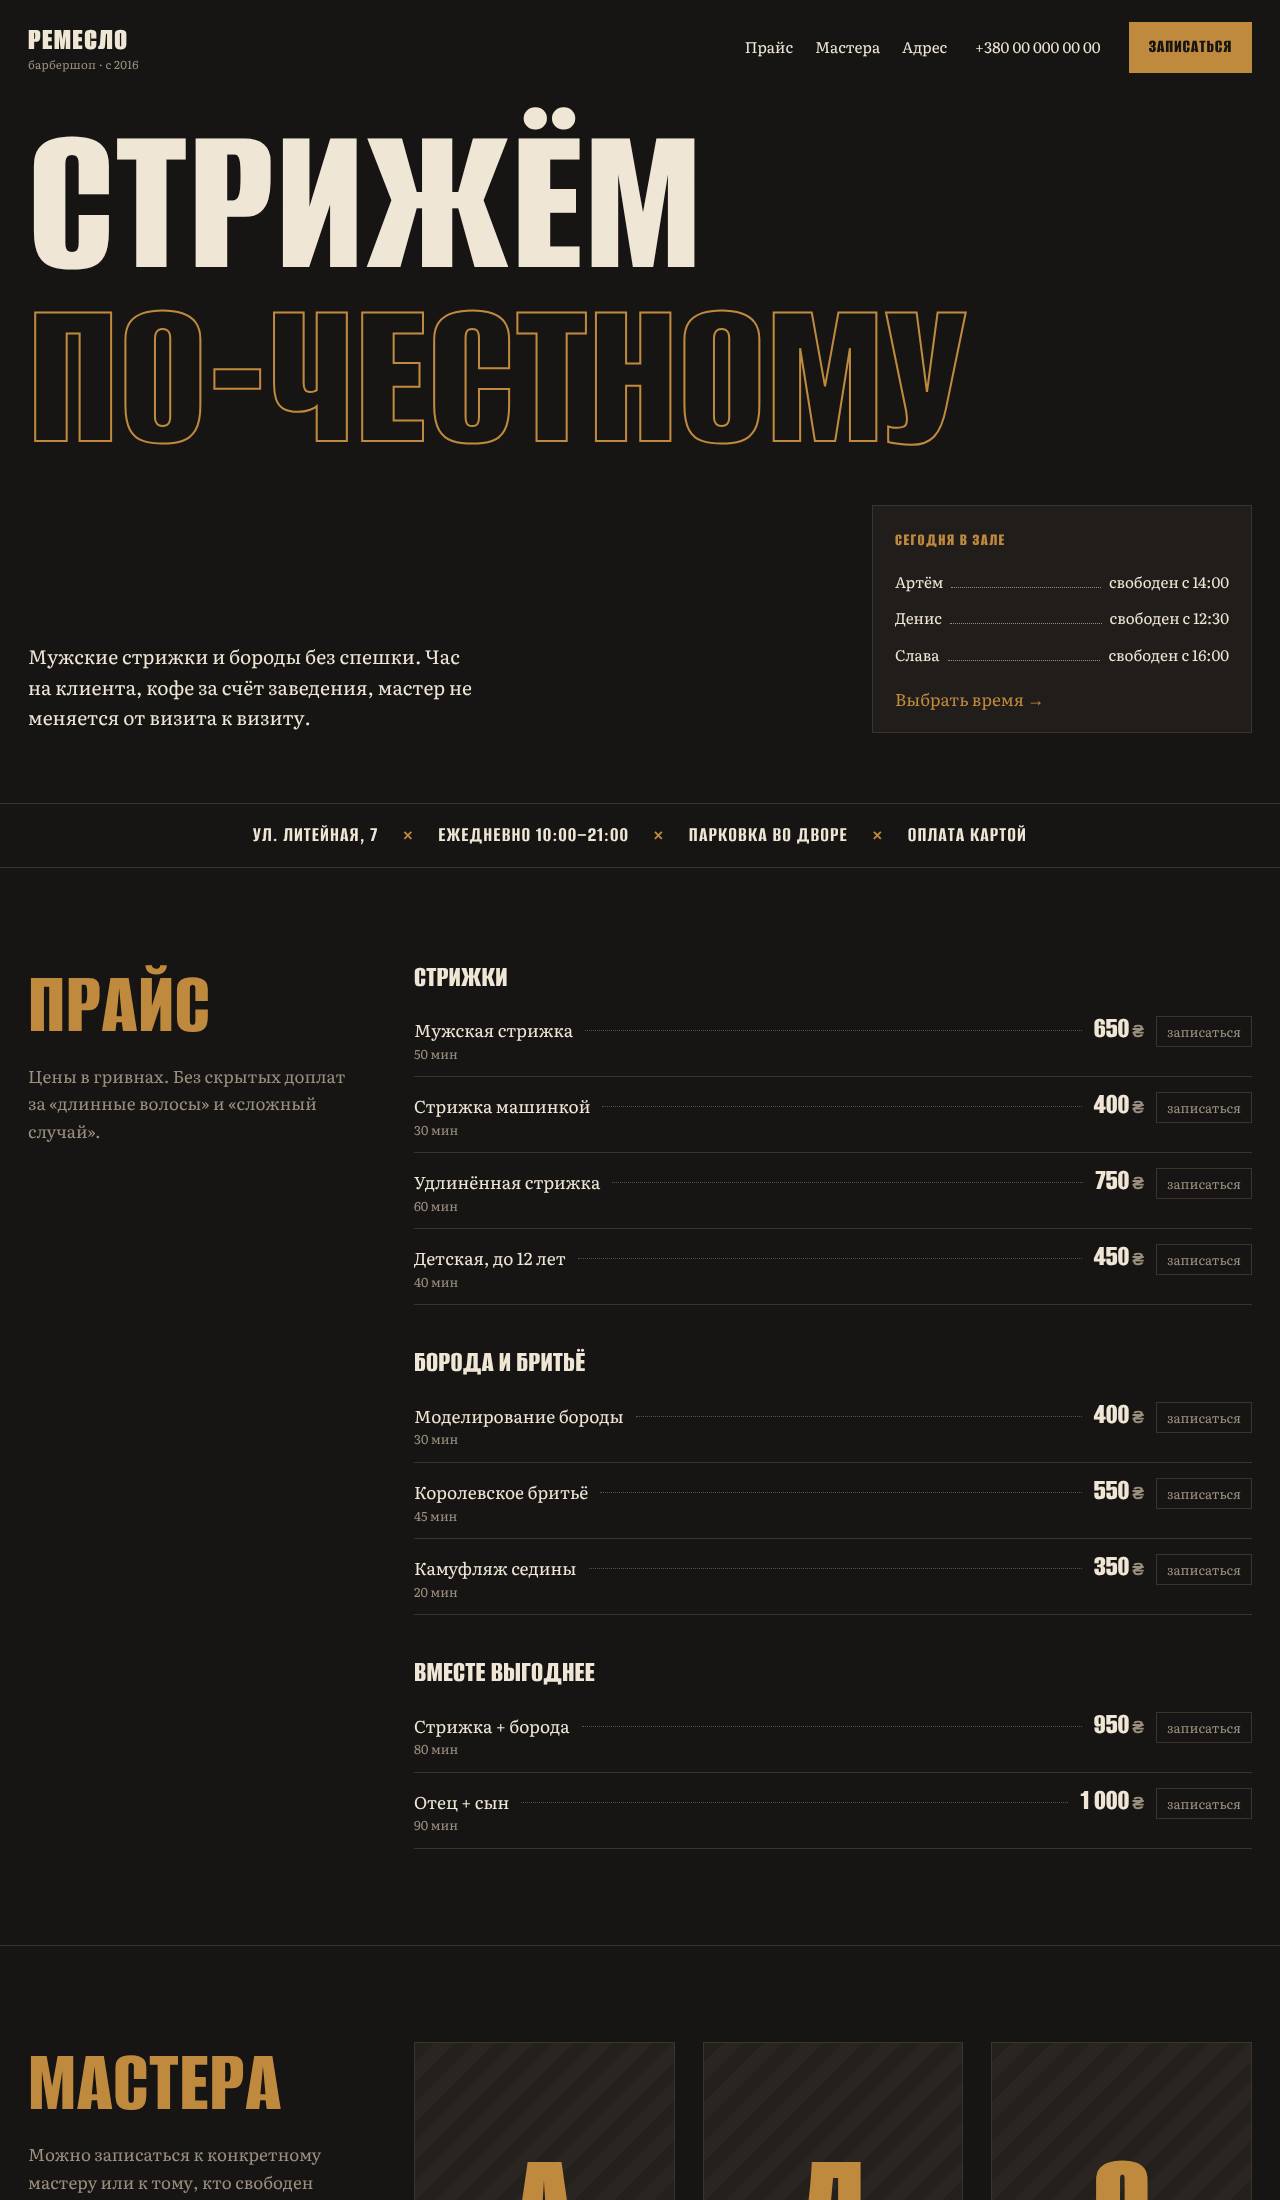 РЕМЕСЛО
барбершоп · с 2016
Прайс Мастера Адрес +380 00 000 00 00 ЗАПИСАТЬСЯ
СТРИЖЁМ
ПО-ЧЕСТНОМУ
Мужские стрижки и бороды без спешки. Час
на клиента, кофе за счёт заведения, мастер не
меняется от визита к визиту.
СЕГОДНЯ В ЗАЛЕ
Артём свободен с 14:00
Денис свободен с 12:30
Слава свободен с 16:00
Выбрать время →
УЛ. ЛИТЕЙНАЯ, 7 × ЕЖЕДНЕВНО 10:00–21:00 × ПАРКОВКА ВО ДВОРЕ × ОПЛАТА КАРТОЙ
ПРАЙС
Цены в гривнах. Без скрытых доплат
за «длинные волосы» и «сложный
случай».
СТРИЖКИ
Мужская стрижка 650 ₴ записаться
50 мин
Стрижка машинкой 400 ₴ записаться
30 мин
Удлинённая стрижка 750 ₴ записаться
60 мин
Детская, до 12 лет 450 ₴ записаться
40 мин
БОРОДА И БРИТЬЁ
Моделирование бороды 400 ₴ записаться
30 мин
Королевское бритьё 550 ₴ записаться
45 мин
Камуфляж седины 350 ₴ записаться
20 мин
ВМЕСТЕ ВЫГОДНЕЕ
Стрижка + борода 950 ₴ записаться
80 мин
Отец + сын 1 000 ₴ записаться
90 мин
МАСТЕРА
Можно записаться к конкретному
мастеру или к тому, кто свободен
А Д С